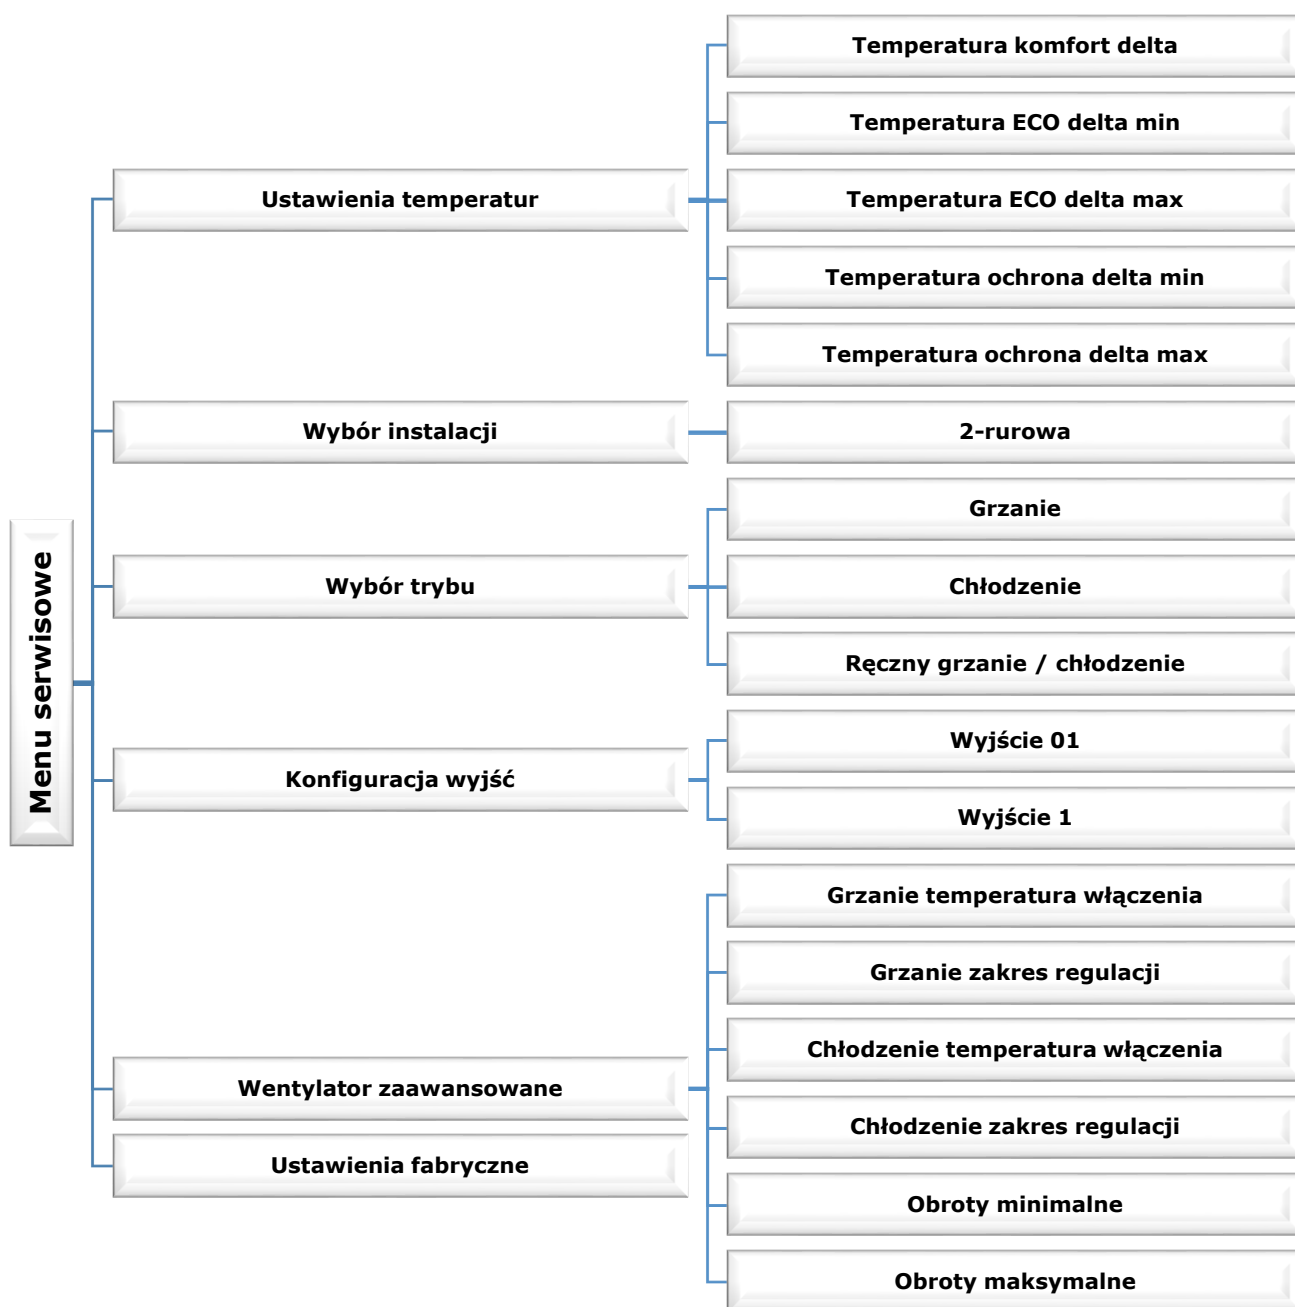 Menu serwisowe
Ustawienia temperatur
Temperatura komfort delta
Temperatura ECO delta min
Temperatura ECO delta max
Temperatura ochrona delta min
Temperatura ochrona delta max
Wybór instalacji
2-rurowa
Wybór trybu
Grzanie
Chłodzenie
Ręczny grzanie / chłodzenie
Konfiguracja wyjść
Wyjście 01
Wyjście 1
Wentylator zaawansowane
Grzanie temperatura włączenia
Grzanie zakres regulacji
Chłodzenie temperatura włączenia
Chłodzenie zakres regulacji
Obroty minimalne
Obroty maksymalne
Ustawienia fabryczne